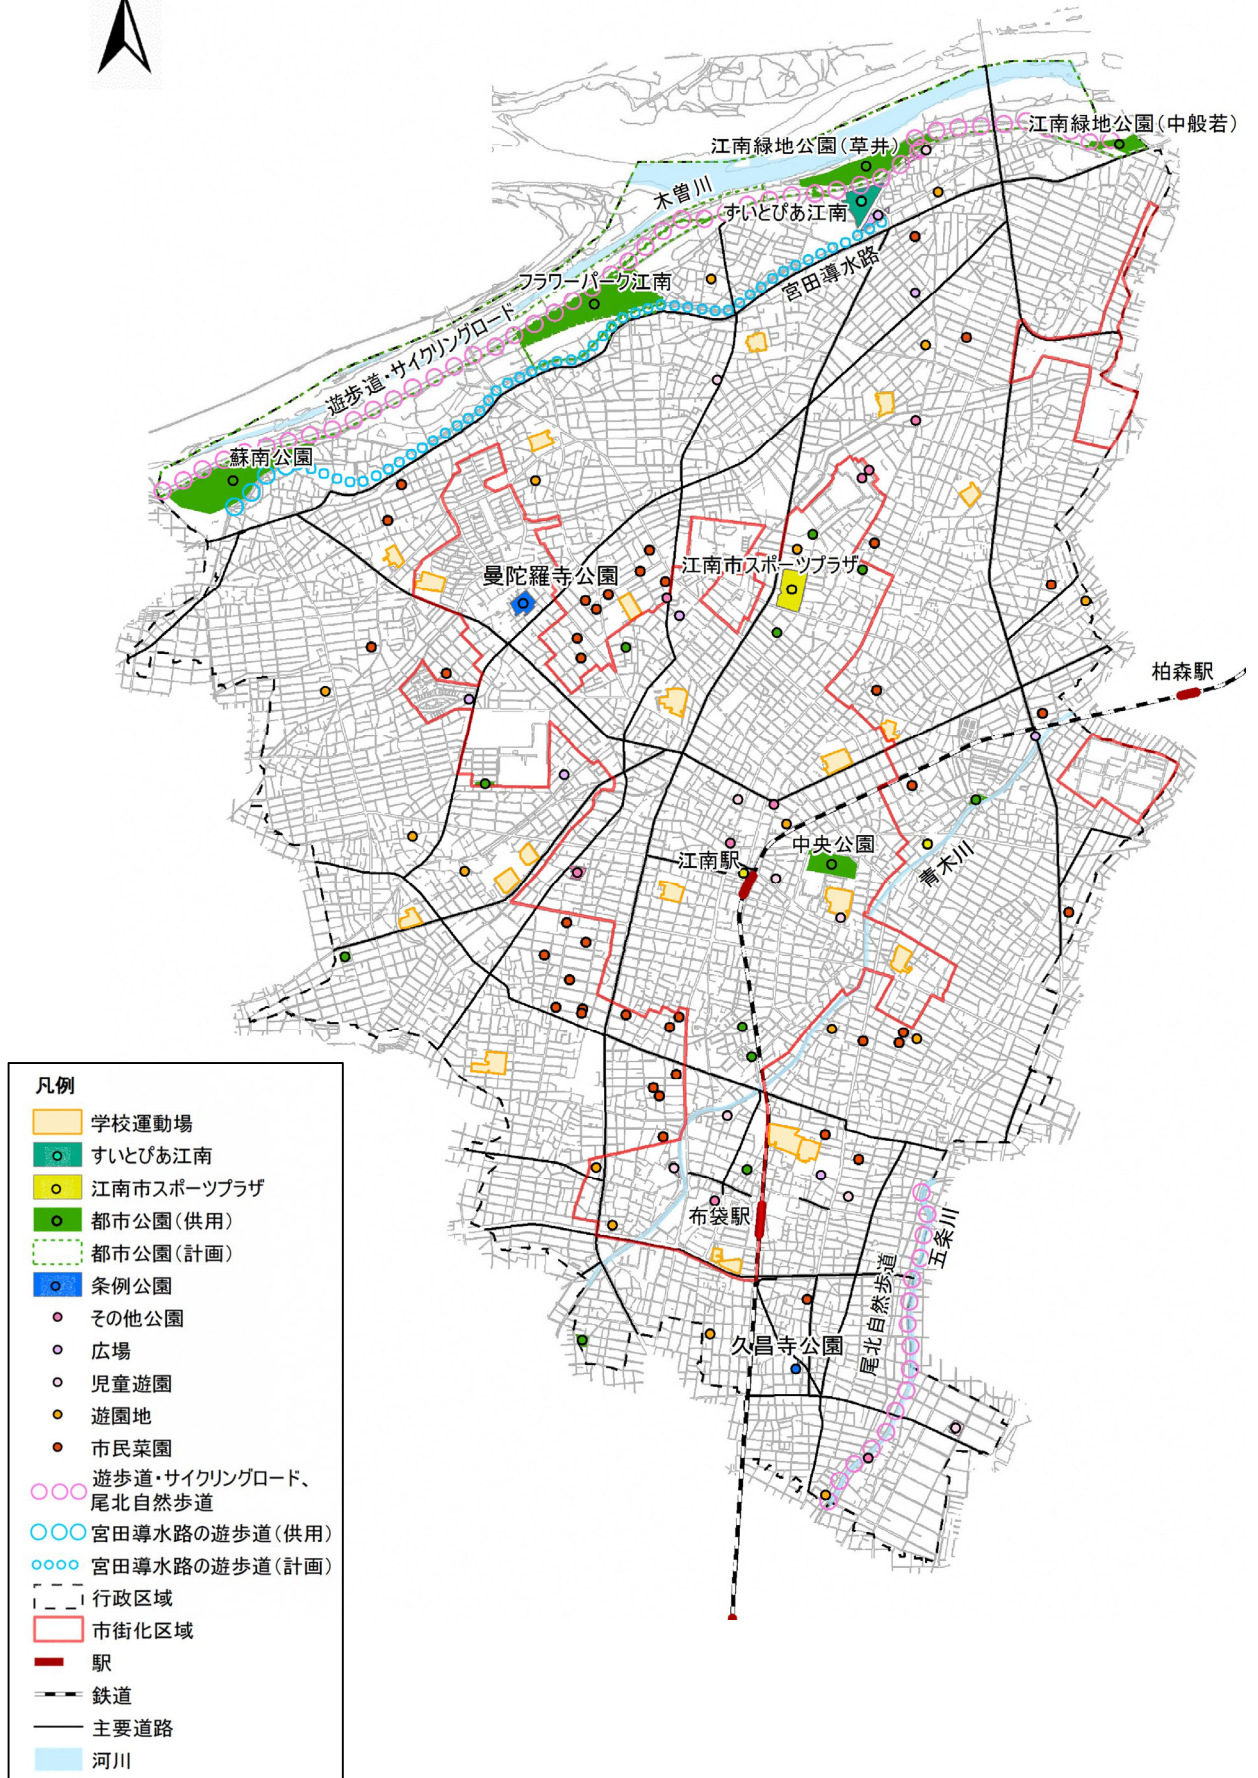 江南緑地公園(中般若)
江南緑地公園(草井)
木曽川
すいとぴあ江南
宮田導水路
フラワーパーク江南
遊歩道・サイクリングロード
蘇南公園
江南市スポーツプラザ
曼陀羅寺公園
柏森駅
中央公園
江南駅
青木川
布袋駅
五条川
尾北自然歩道
久昌寺公園
凡例
学校運動場
すいとぴあ江南
江南市スポーツプラザ
都市公園(供用)
都市公園(計画)
条例公園
その他公園
広場
児童遊園
遊園地
市民菜園
遊歩道・サイクリングロード、
尾北自然歩道
宮田導水路の遊歩道(供用)
宮田導水路の遊歩道(計画)
行政区域
市街化区域
駅
鉄道
主要道路
河川